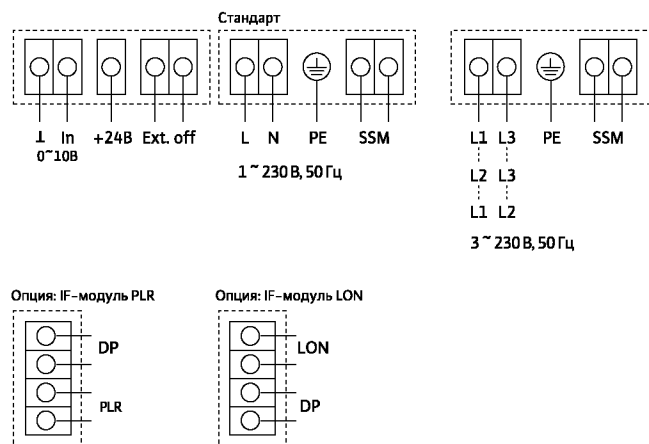 Стандарт
⊥ In +24В Ext. off L N PE SSM L1 L3 PE SSM
0~10В
1 ~ 230 В, 50 Гц
L2 L3
L1 L2
3 ~ 230 В, 50 Гц
Опция: IF-модуль PLR Опция: IF-модуль LON
DP LON
PLR DP